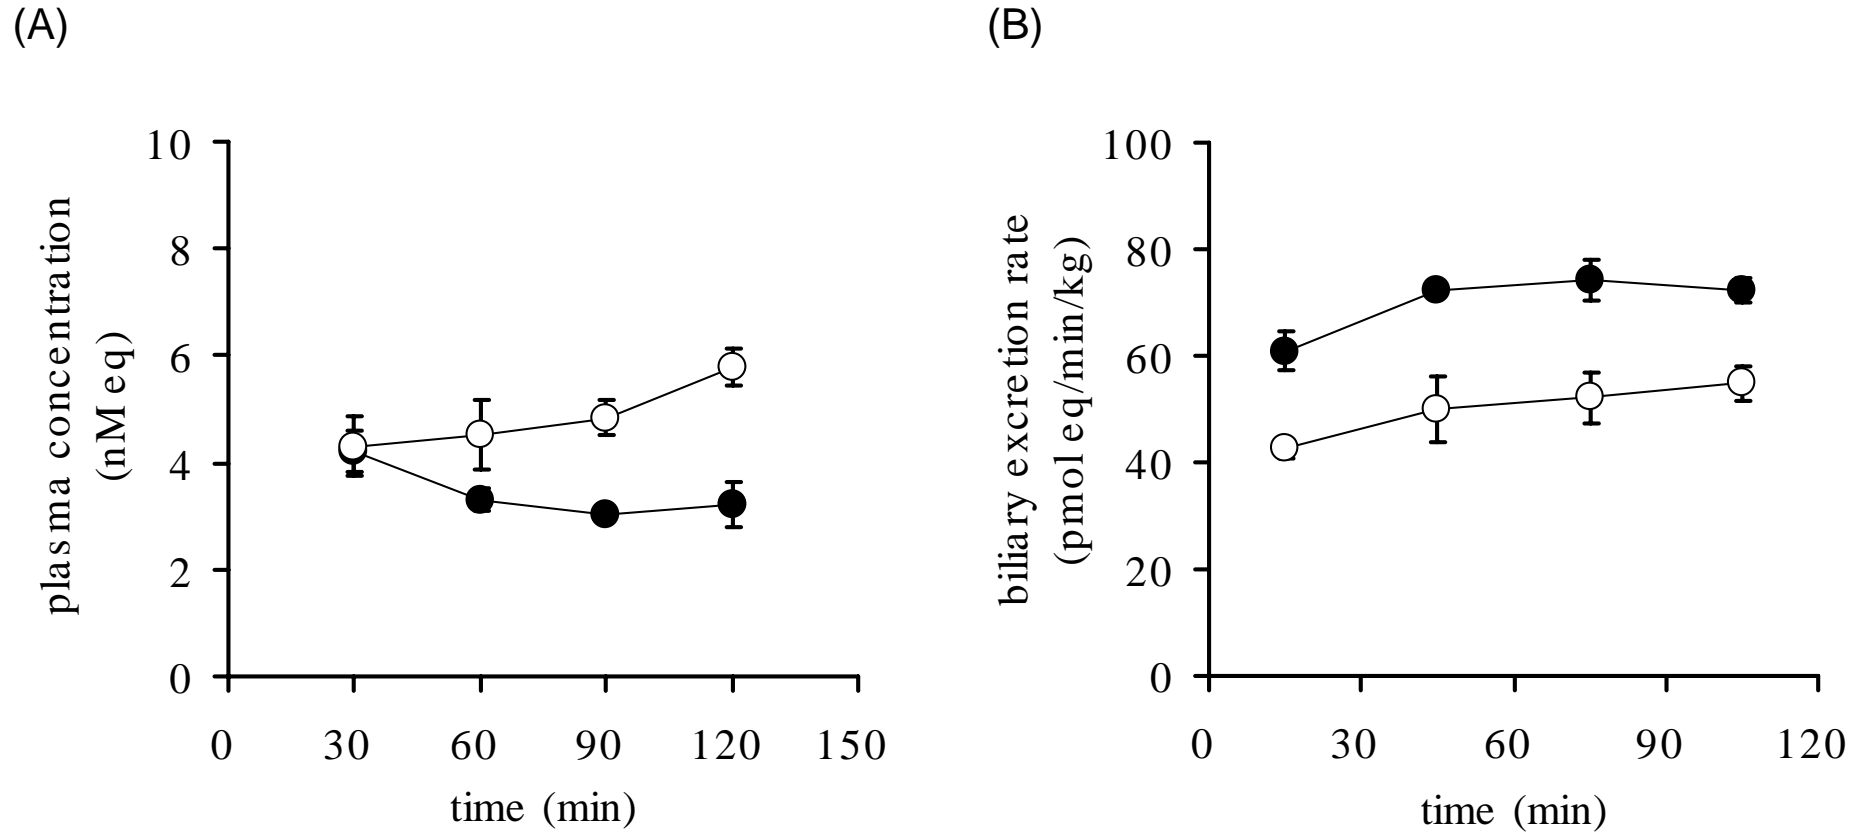 (A)
(B)
plasma concentration
(nM eq)
10
8
6
4
2
0
0 30 60 90 120 150
time (min)
biliary excretion rate
(pmol eq/min/kg)
100
80
60
40
20
0
0 30 60 90 120
time (min)